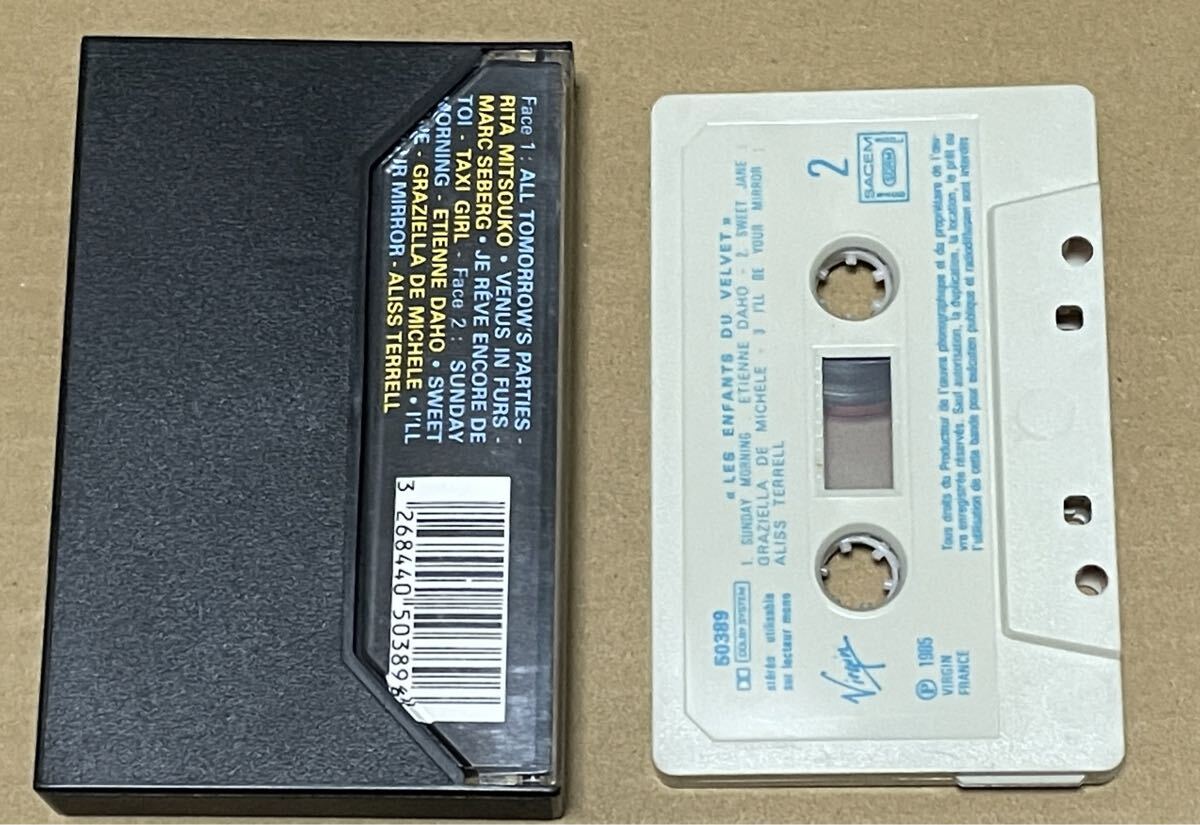 Face 1 : ALL TOMORROW'S PARTIES -
RITA MITSOUKO • VENUS IN FURS -
MARC SEBERG • JE RÊVE ENCORE DE
TOI - TAXI GIRL - Face 2 : SUNDAY
MORNING - ETIENNE DAHO • SWEET
- GRAZIELLA DE MICHELE • I'LL
MIRROR - ALISS TERRELL
3 268440 503896
2
SACEM
« LES ENFANTS DU VELVET »
1. SUNDAY MORNING ETIENNE DAHO - 2. SWEET JANE
GRAZIELLA DE MICHÈLE - 3 I'LL BE YOUR MIRROR
ALISS TERRELL
50389
DOLBY SYSTEM
stéréo utilisable
sur lecteur mono
Virgin
℗ 1985
VIRGIN
FRANCE
Tous droits du Producteur de l'œuvre phonographique et du propriétaire de l'œu-
vre enregistrée réservés. Sauf autorisation, la duplication, la location, le prêt ou
l'utilisation de cette bande pour exécution publique et radiodiffusion sont interdits